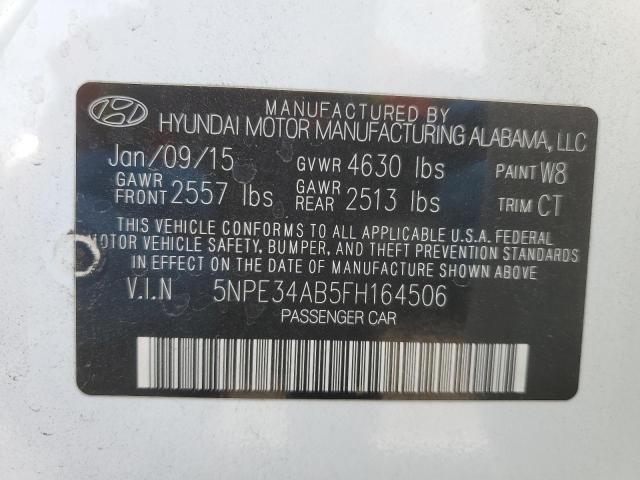 MANUFACTURED BY
HYUNDAI MOTOR MANUFACTURING ALABAMA, LLC
Jan/09/15 GVWR 4630 lbs PAINT W8
GAWR FRONT 2557 lbs GAWR REAR 2513 lbs TRIM CT
THIS VEHICLE CONFORMS TO ALL APPLICABLE U.S.A. FEDERAL
MOTOR VEHICLE SAFETY, BUMPER, AND THEFT PREVENTION STANDARDS
IN EFFECT ON THE DATE OF MANUFACTURE SHOWN ABOVE
V.I.N 5NPE34AB5FH164506
PASSENGER CAR